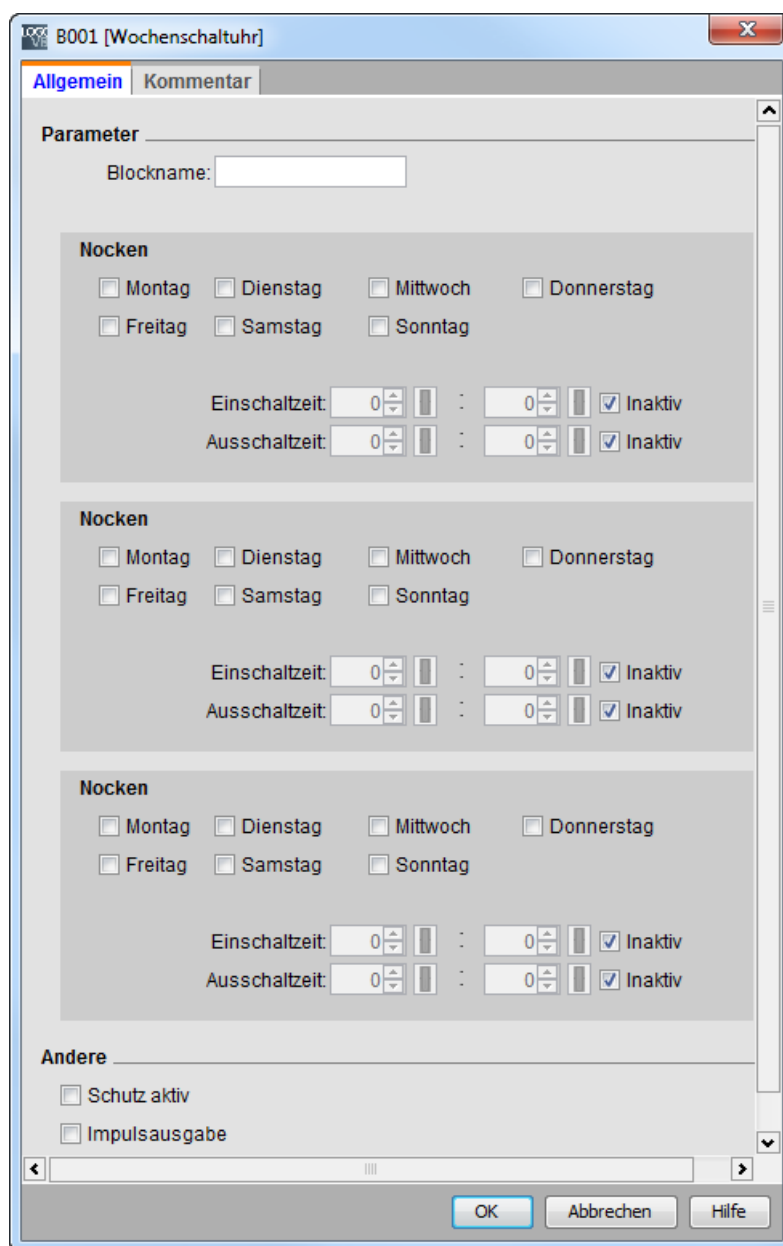 B001 [Wochenschaltuhr]
Allgemein Kommentar
Parameter
Blockname:
Nocken
Montag Dienstag Mittwoch Donnerstag
Freitag Samstag Sonntag
Einschaltzeit: 0 : 0 Inaktiv
Ausschaltzeit: 0 : 0 Inaktiv
Nocken
Montag Dienstag Mittwoch Donnerstag
Freitag Samstag Sonntag
Einschaltzeit: 0 : 0 Inaktiv
Ausschaltzeit: 0 : 0 Inaktiv
Nocken
Montag Dienstag Mittwoch Donnerstag
Freitag Samstag Sonntag
Einschaltzeit: 0 : 0 Inaktiv
Ausschaltzeit: 0 : 0 Inaktiv
Andere
Schutz aktiv
Impulsausgabe
OK Abbrechen Hilfe